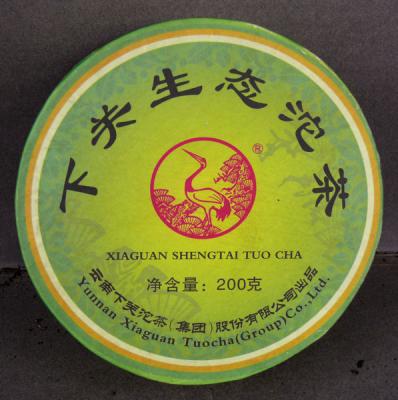 下关生态沱茶
®
XIAGUAN SHENGTAI TUO CHA
净含量：200克
云南下关沱茶(集团)股份有限公司出品
Yunnan Xiaguan Tuocha(Group)Co.,Ltd.